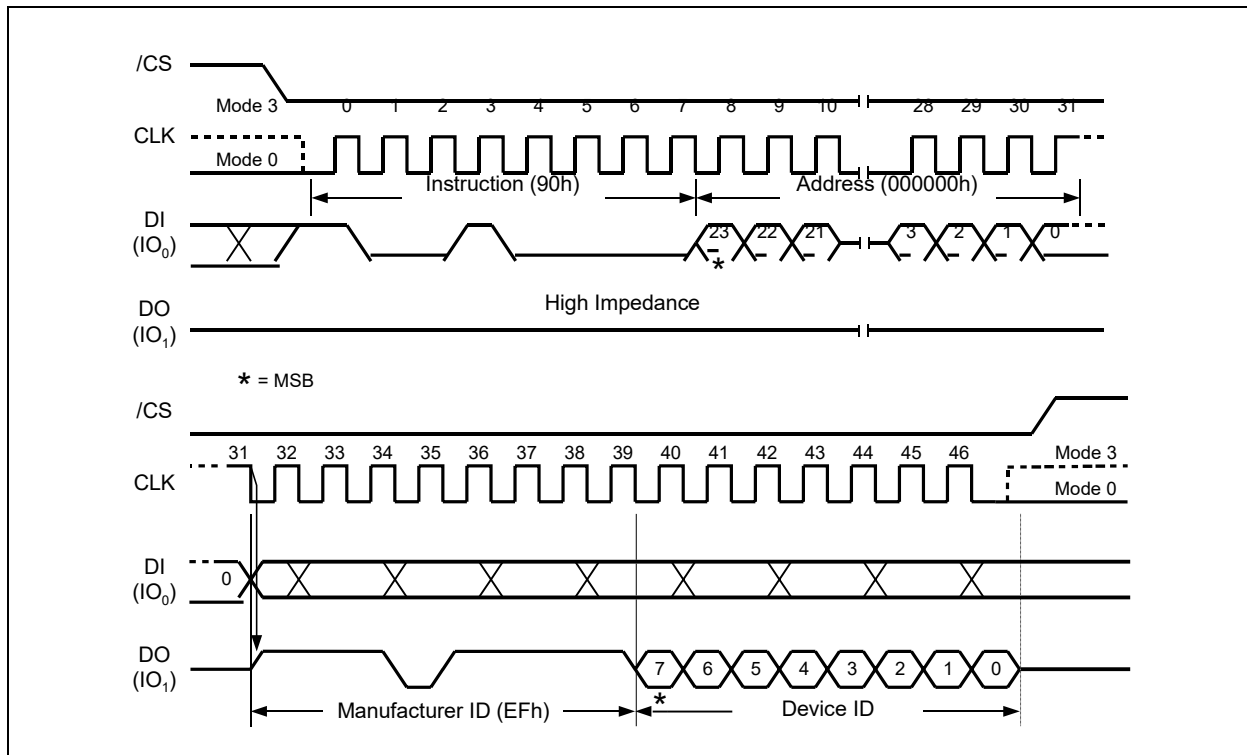 /CS
Mode 3 0 1 2 3 4 5 6 7 8 9 10 28 29 30 31
CLK
Mode 0
Instruction (90h) Address (000000h)
DI
(IO0) 23 22 21 3 2 1 0
*
High Impedance
DO
(IO1)
* = MSB
/CS
31 32 33 34 35 36 37 38 39 40 41 42 43 44 45 46 Mode 3
CLK Mode 0
DI
(IO0) 0
DO
(IO1) 7 6 5 4 3 2 1 0
*
Manufacturer ID (EFh) Device ID